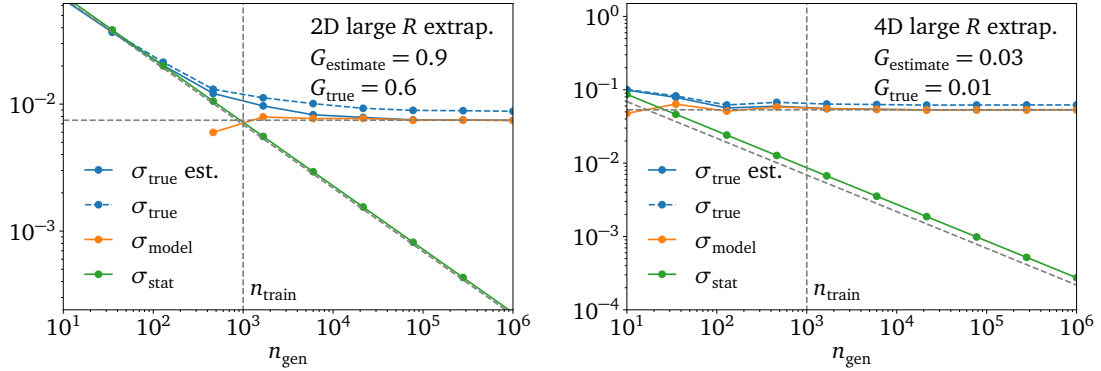 2D large R extrap.
G_estimate = 0.9
G_true = 0.6
10^−2
10^−3
σ_true est.
σ_true
σ_model
σ_stat
n_train
10^1 10^2 10^3 10^4 10^5 10^6
n_gen
4D large R extrap.
G_estimate = 0.03
G_true = 0.01
10^0
10^−1
10^−2
10^−3
10^−4
σ_true est.
σ_true
σ_model
σ_stat
n_train
10^1 10^2 10^3 10^4 10^5 10^6
n_gen